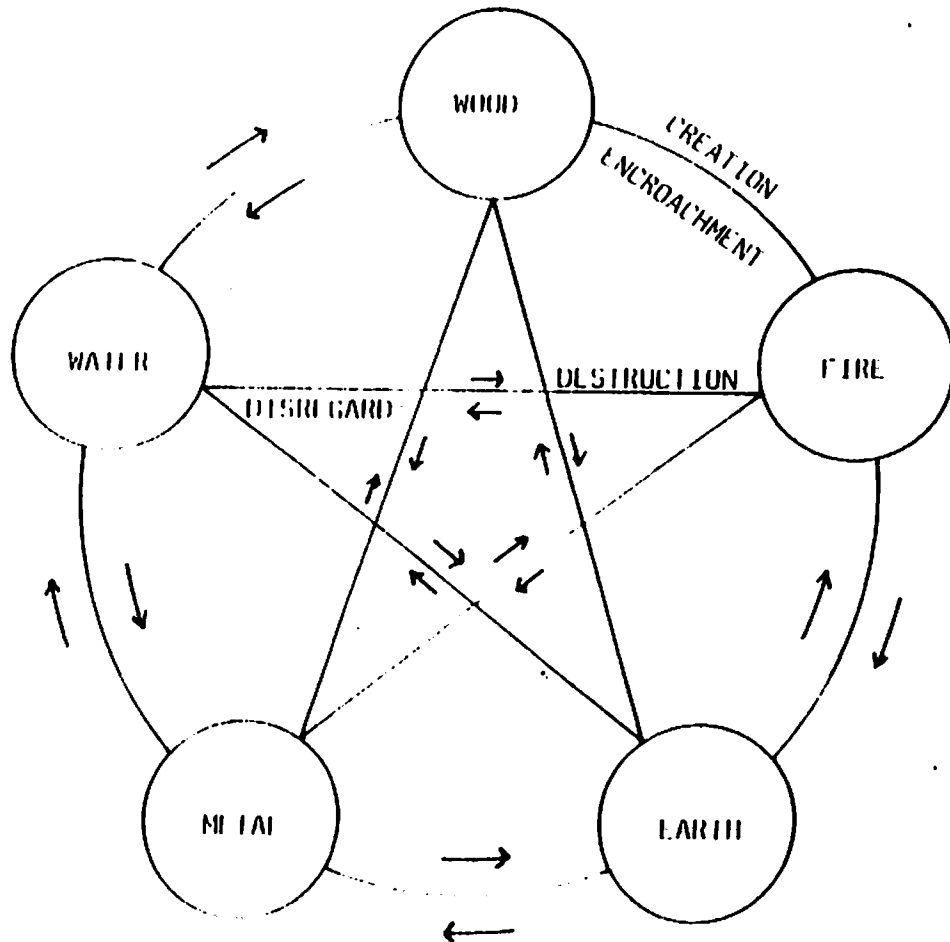 WOOD
CREATION
ENCROACHMENT
WATER
FIRE
DESTRUCTION
DISREGARD
METAL
EARTH